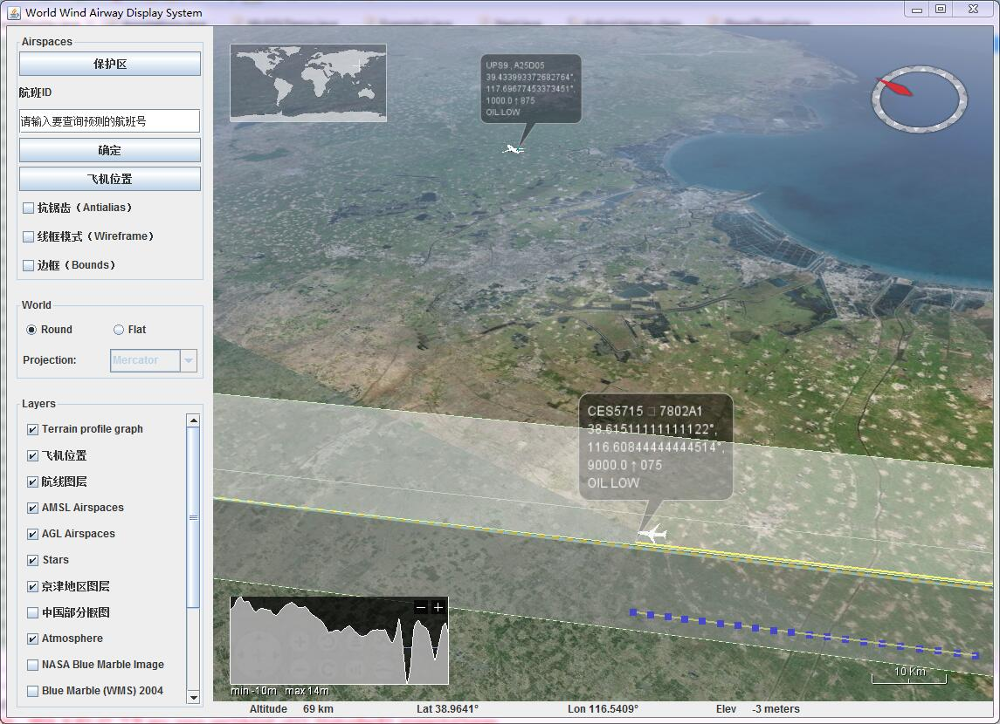 World Wind Airway Display System
Airspaces
保护区
航班ID
请输入要查询预测的航班号
确定
飞机位置
抗锯齿（Antialias）
线框模式（Wireframe）
边框（Bounds）
World
Round
Flat
Projection:
Mercator
Layers
Terrain profile graph
飞机位置
航线图层
AMSL Airspaces
AGL Airspaces
Stars
京津地区图层
中国部分版图
Atmosphere
NASA Blue Marble Image
Blue Marble (WMS) 2004
UPS9 , A25D05
39.433993372682764°,
117.69677453373451°,
1000.0 ↑ 875
OIL LOW
CES5715 □ 7802A1
38.61511111111122°,
116.60844444444514°,
9000.0 ↑ 075
OIL LOW
min -10m max 14m
10 Km
Altitude 69 km Lat 38.9641° Lon 116.5409° Elev -3 meters